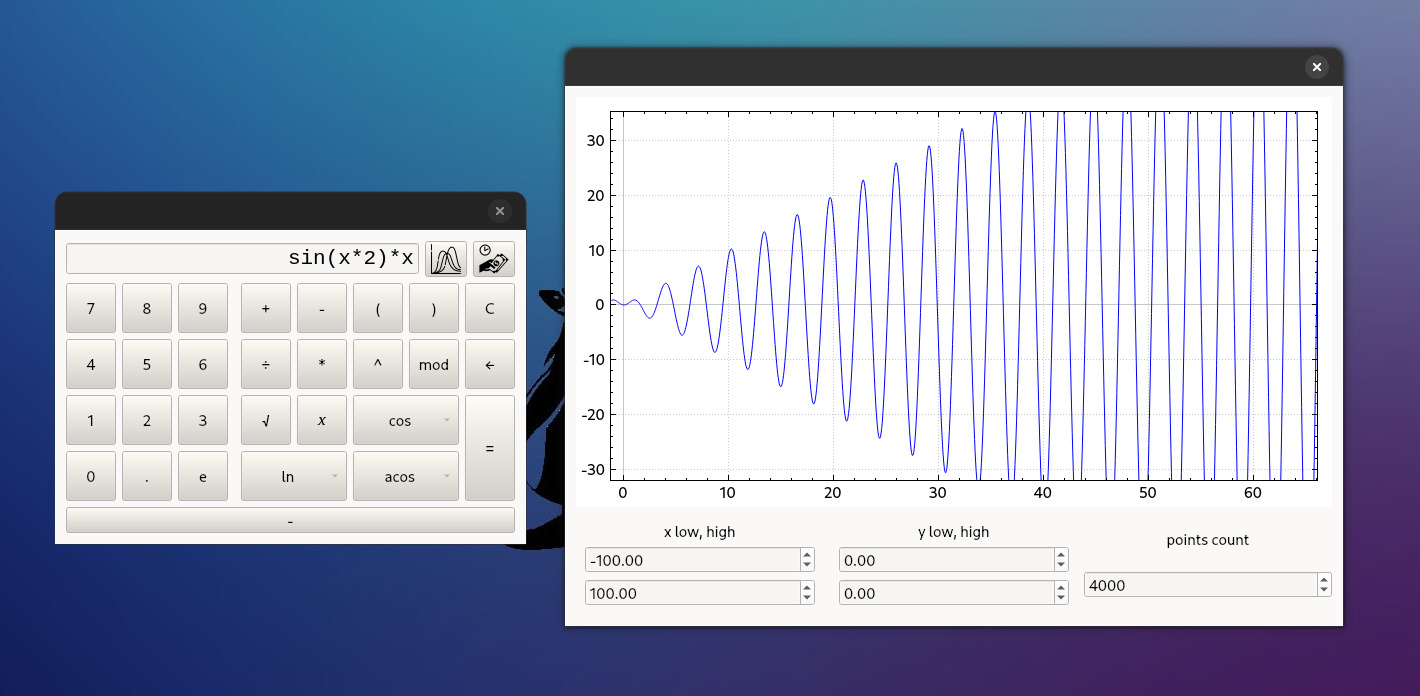 sin(x*2)*x
7 8 9 + - ( ) C
4 5 6 ÷ * ^ mod ←
1 2 3 √ x cos =
0 . e ln acos
-
30
20
10
0
-10
-20
-30
0 10 20 30 40 50 60
x low, high
-100.00
100.00
y low, high
0.00
0.00
points count
4000